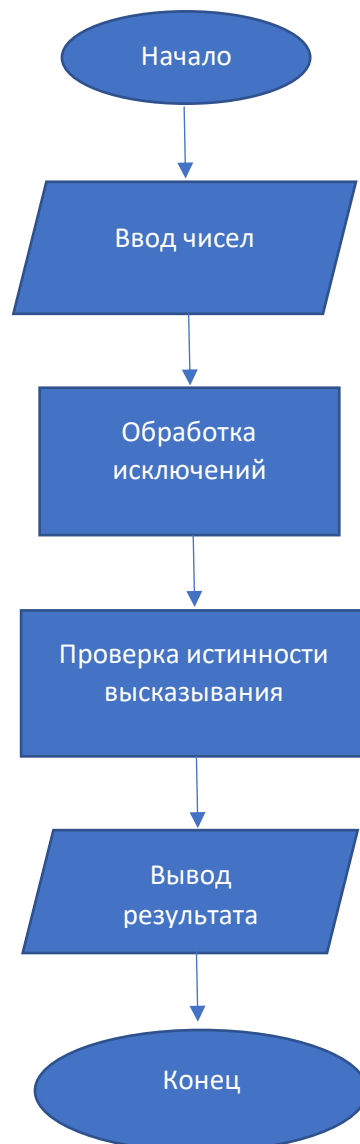 Начало
Ввод чисел
Обработка
исключений
Проверка истинности
высказывания
Вывод
результата
Конец